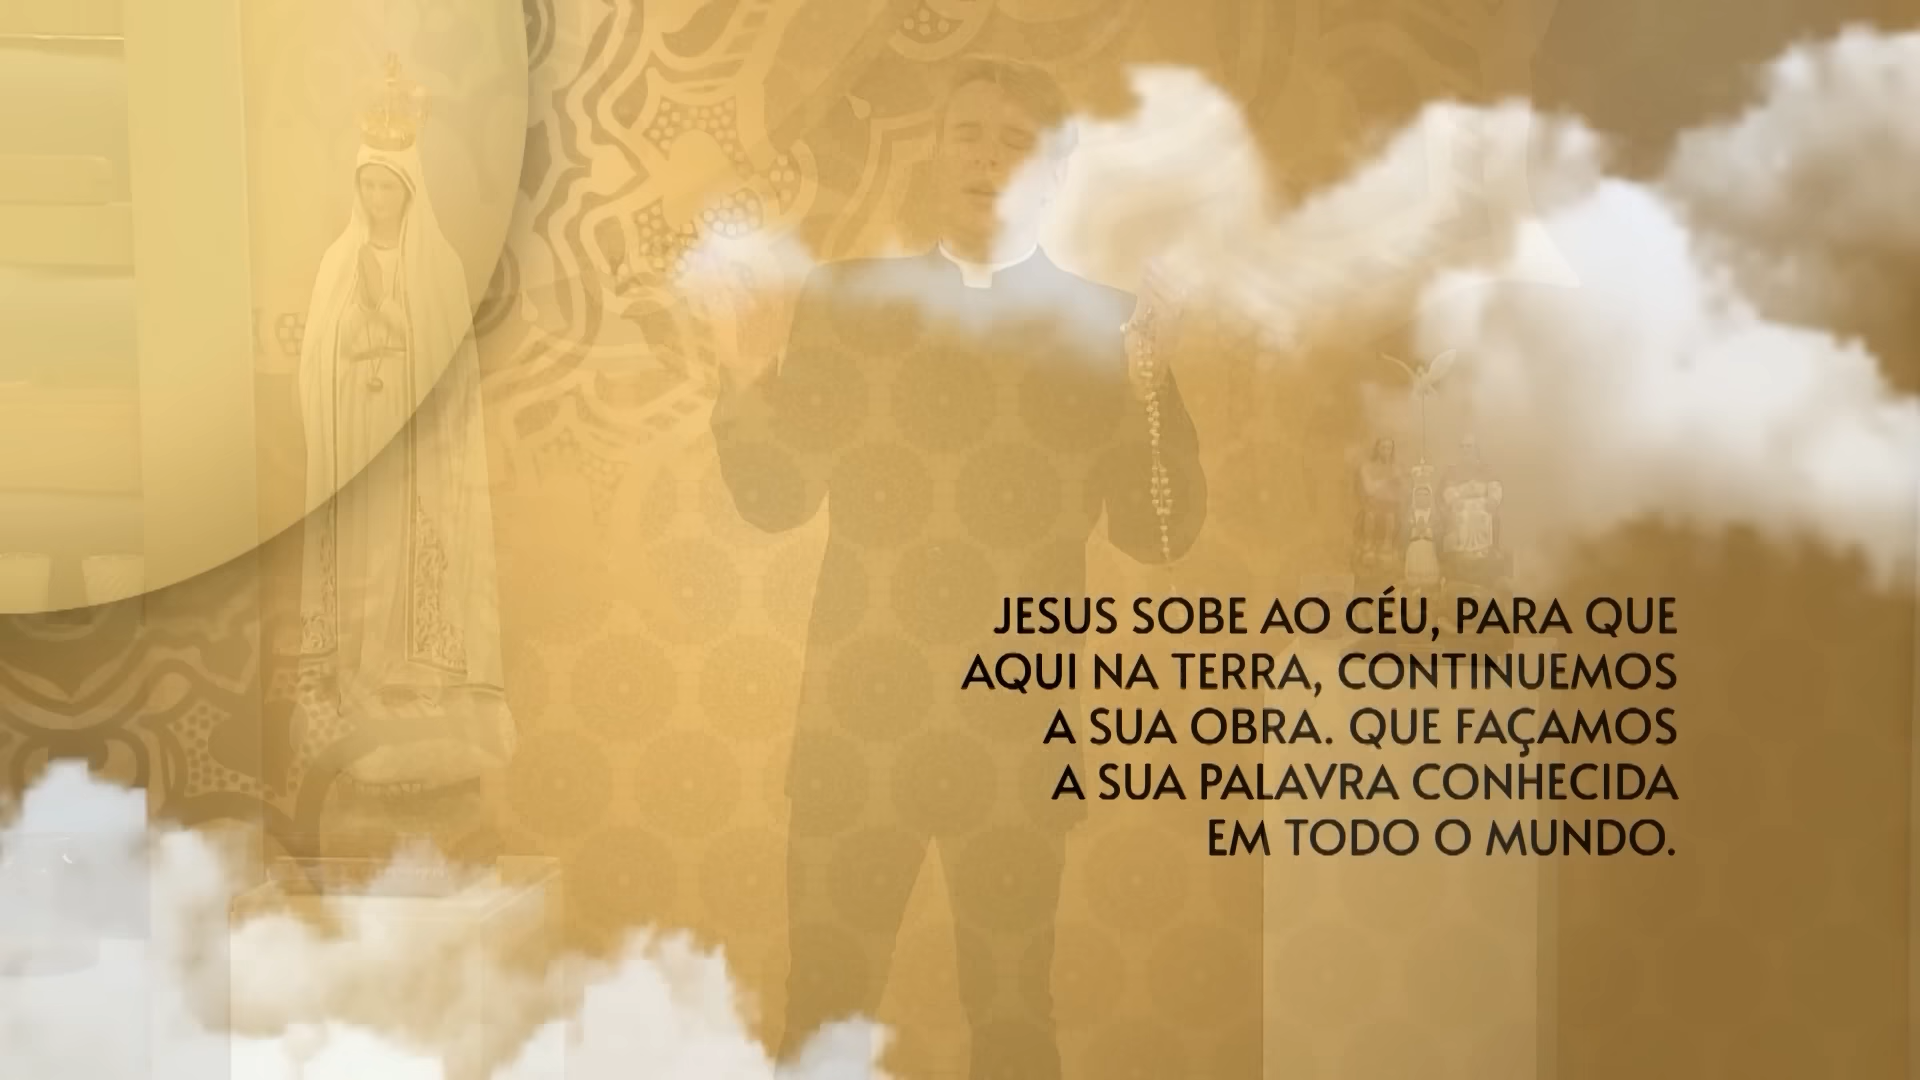 JESUS SOBE AO CÉU, PARA QUE
AQUI NA TERRA, CONTINUEMOS
A SUA OBRA. QUE FAÇAMOS
A SUA PALAVRA CONHECIDA
EM TODO O MUNDO.